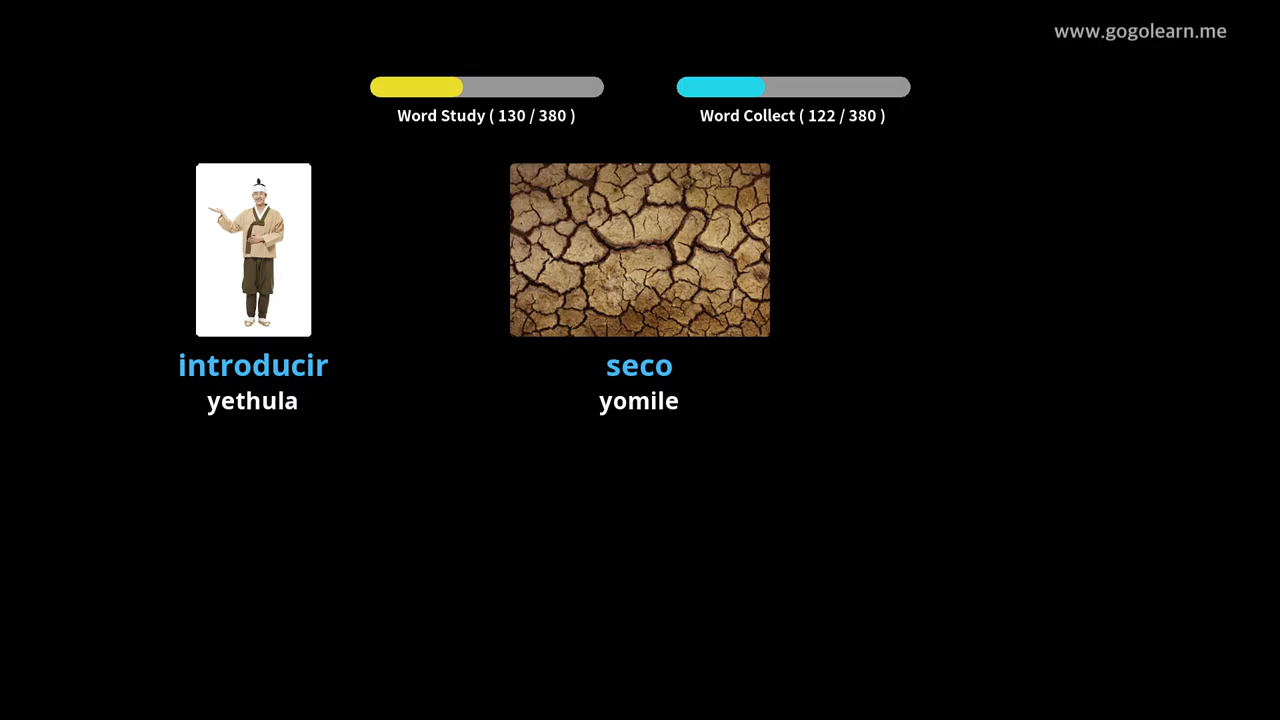 www.gogolearn.me
Word Study ( 130 / 380 )
Word Collect ( 122 / 380 )
introducir
yethula
seco
yomile